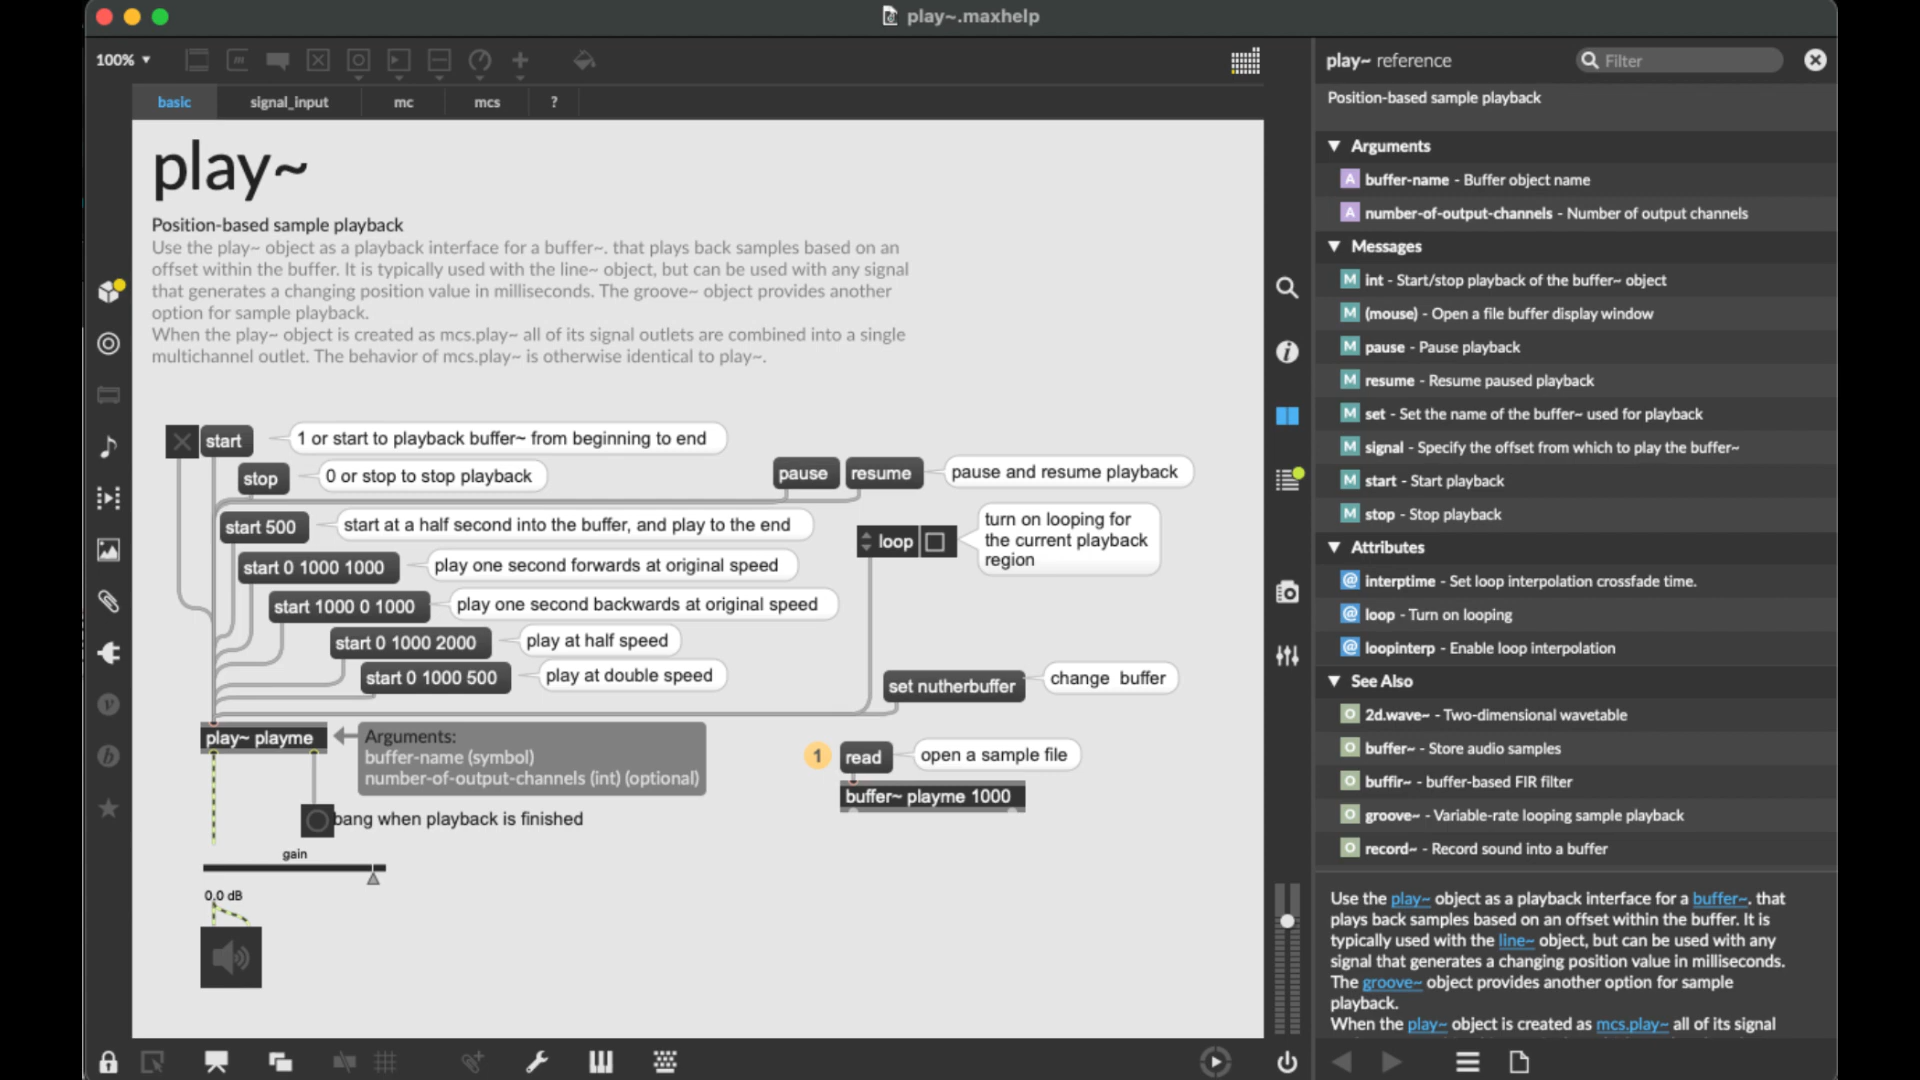 play~.maxhelp
100%
basic
signal_input
mc
mcs
?
play~
Position-based sample playback
Use the play~ object as a playback interface for a buffer~. that plays back samples based on an
offset within the buffer. It is typically used with the line~ object, but can be used with any signal
that generates a changing position value in milliseconds. The groove~ object provides another
option for sample playback.
When the play~ object is created as mcs.play~ all of its signal outlets are combined into a single
multichannel outlet. The behavior of mcs.play~ is otherwise identical to play~.
start
1 or start to playback buffer~ from beginning to end
stop
0 or stop to stop playback
pause
resume
pause and resume playback
start 500
start at a half second into the buffer, and play to the end
loop
turn on looping for
the current playback
region
start 0 1000 1000
play one second forwards at original speed
start 1000 0 1000
play one second backwards at original speed
start 0 1000 2000
play at half speed
start 0 1000 500
play at double speed
set nutherbuffer
change buffer
play~ playme
Arguments:
buffer-name (symbol)
number-of-output-channels (int) (optional)
1
read
open a sample file
buffer~ playme 1000
bang when playback is finished
gain
0.0 dB
play~ reference
Filter
Position-based sample playback
Arguments
A buffer-name - Buffer object name
A number-of-output-channels - Number of output channels
Messages
M int - Start/stop playback of the buffer~ object
M (mouse) - Open a file buffer display window
M pause - Pause playback
M resume - Resume paused playback
M set - Set the name of the buffer~ used for playback
M signal - Specify the offset from which to play the buffer~
M start - Start playback
M stop - Stop playback
Attributes
@ interptime - Set loop interpolation crossfade time.
@ loop - Turn on looping
@ loopinterp - Enable loop interpolation
See Also
O 2d.wave~ - Two-dimensional wavetable
O buffer~ - Store audio samples
O buffir~ - buffer-based FIR filter
O groove~ - Variable-rate looping sample playback
O record~ - Record sound into a buffer
Use the play~ object as a playback interface for a buffer~. that
plays back samples based on an offset within the buffer. It is
typically used with the line~ object, but can be used with any
signal that generates a changing position value in milliseconds.
The groove~ object provides another option for sample
playback.
When the play~ object is created as mcs.play~ all of its signal